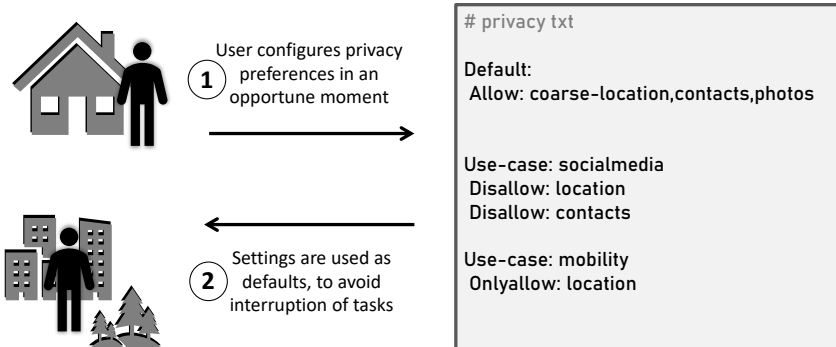 User configures privacy
1
preferences in an
opportune moment
2
Settings are used as
defaults, to avoid
interruption of tasks
# privacy txt
Default:
Allow: coarse-location,contacts,photos
Use-case: socialmedia
Disallow: location
Disallow: contacts
Use-case: mobility
Onlyallow: location